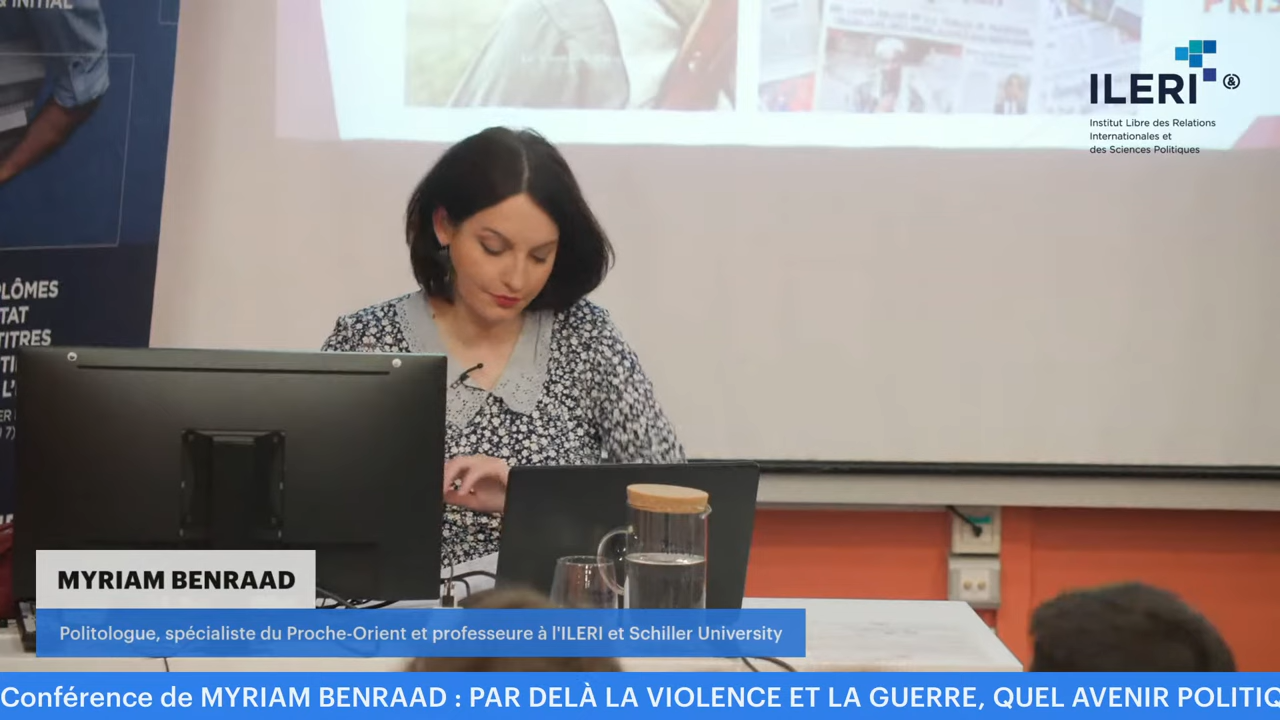 & INITIAL
PRIS
ILERI &
Institut Libre des Relations
Internationales et
des Sciences Politiques
PLÔMES
TAT
TITRES
L'
MYRIAM BENRAAD
Politologue, spécialiste du Proche-Orient et professeure à l'ILERI et Schiller University
Conférence de MYRIAM BENRAAD : PAR DELÀ LA VIOLENCE ET LA GUERRE, QUEL AVENIR POLITIQ